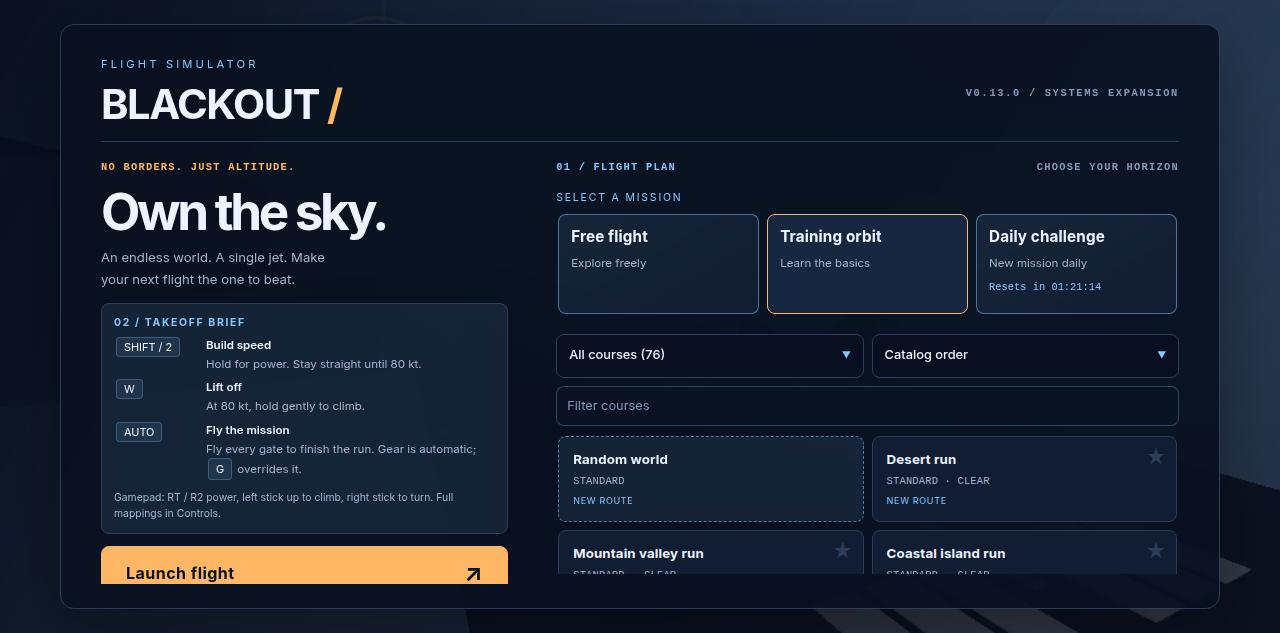 FLIGHT SIMULATOR
BLACKOUT /
V0.13.0 / SYSTEMS EXPANSION
NO BORDERS. JUST ALTITUDE.
Own the sky.
An endless world. A single jet. Make
your next flight the one to beat.
02 / TAKEOFF BRIEF
SHIFT / 2
Build speed
Hold for power. Stay straight until 80 kt.
W
Lift off
At 80 kt, hold gently to climb.
AUTO
Fly the mission
Fly every gate to finish the run. Gear is automatic;
G overrides it.
Gamepad: RT / R2 power, left stick up to climb, right stick to turn. Full
mappings in Controls.
Launch flight
01 / FLIGHT PLAN
CHOOSE YOUR HORIZON
SELECT A MISSION
Free flight
Explore freely
Training orbit
Learn the basics
Daily challenge
New mission daily
Resets in 01:21:14
All courses (76)
Catalog order
Filter courses
Random world
STANDARD
NEW ROUTE
Desert run
STANDARD · CLEAR
NEW ROUTE
Mountain valley run
STANDARD · CLEAR
Coastal island run
STANDARD · CLEAR